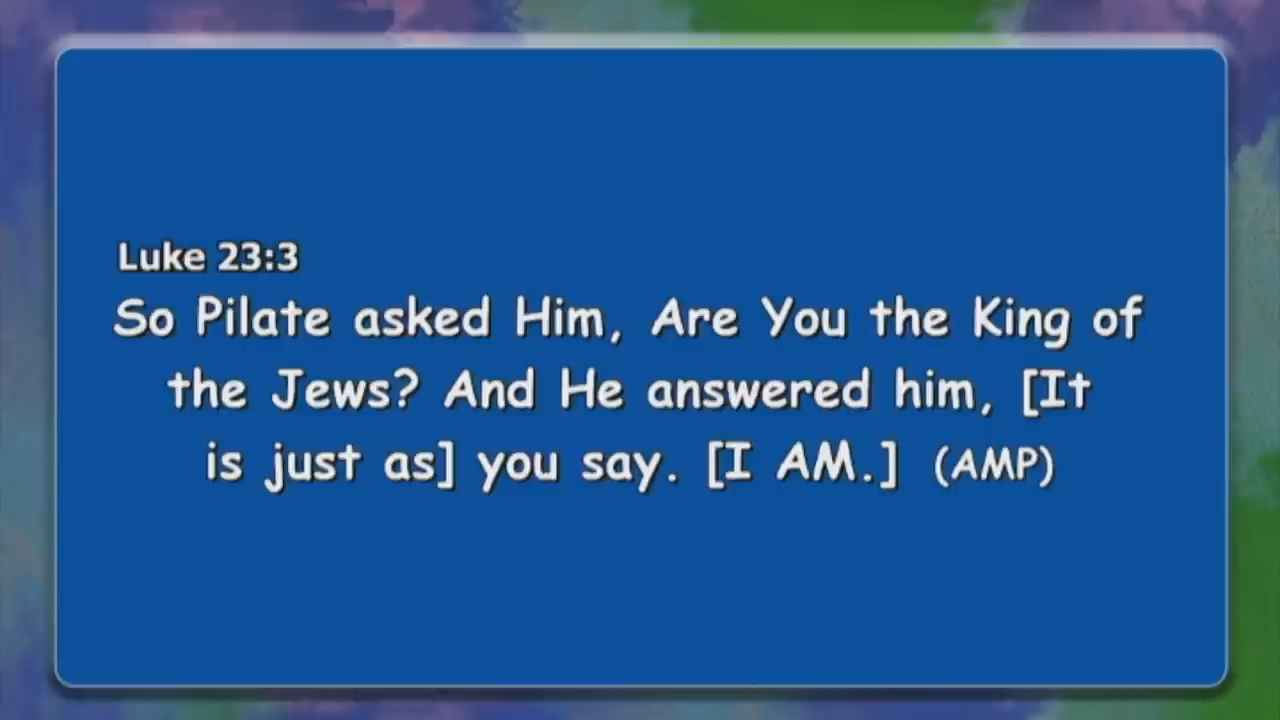 Luke 23:3
So Pilate asked Him, Are You the King of
the Jews? And He answered him, [It
is just as] you say. [I AM.] (AMP)